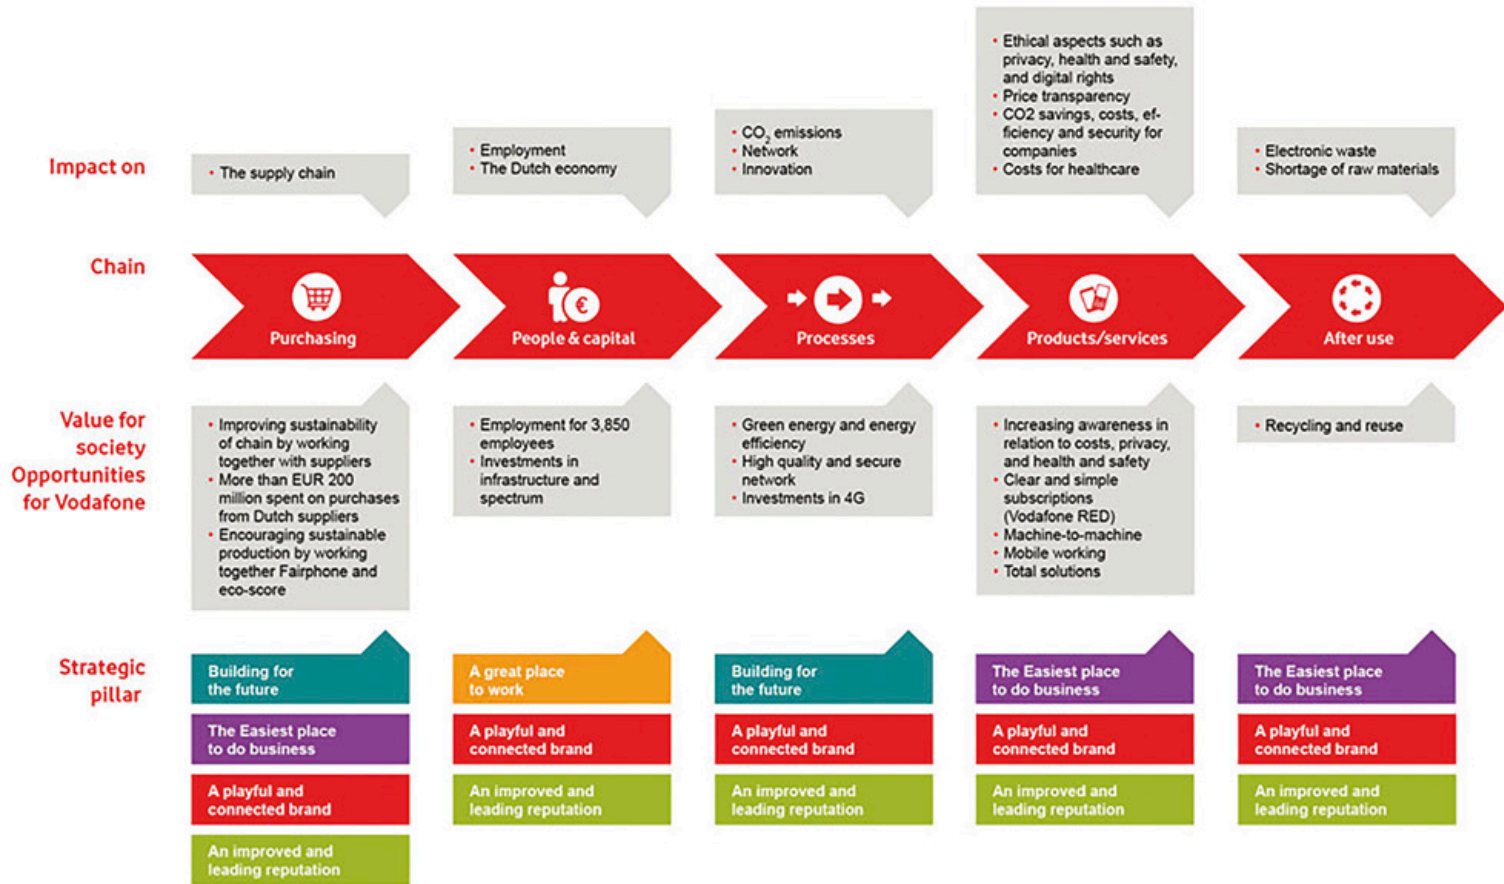 Impact on
• The supply chain
• Employment
• The Dutch economy
• CO₂ emissions
• Network
• Innovation
• Ethical aspects such as
privacy, health and safety,
and digital rights
• Price transparency
• CO2 savings, costs, ef-
ficiency and security for
companies
• Costs for healthcare
• Electronic waste
• Shortage of raw materials
Chain
Purchasing
€
People & capital
Processes
Products/services
After use
Value for
society
Opportunities
for Vodafone
• Improving sustainability
of chain by working
together with suppliers
• More than EUR 200
million spent on purchases
from Dutch suppliers
• Encouraging sustainable
production by working
together Fairphone and
eco-score
• Employment for 3,850
employees
• Investments in
infrastructure and
spectrum
• Green energy and energy
efficiency
• High quality and secure
network
• Investments in 4G
• Increasing awareness in
relation to costs, privacy,
and health and safety
• Clear and simple
subscriptions
(Vodafone RED)
• Machine-to-machine
• Mobile working
• Total solutions
• Recycling and reuse
Strategic
pillar
Building for
the future
The Easiest place
to do business
A playful and
connected brand
An improved and
leading reputation
A great place
to work
A playful and
connected brand
An improved and
leading reputation
Building for
the future
A playful and
connected brand
An improved and
leading reputation
The Easiest place
to do business
A playful and
connected brand
An improved and
leading reputation
The Easiest place
to do business
A playful and
connected brand
An improved and
leading reputation